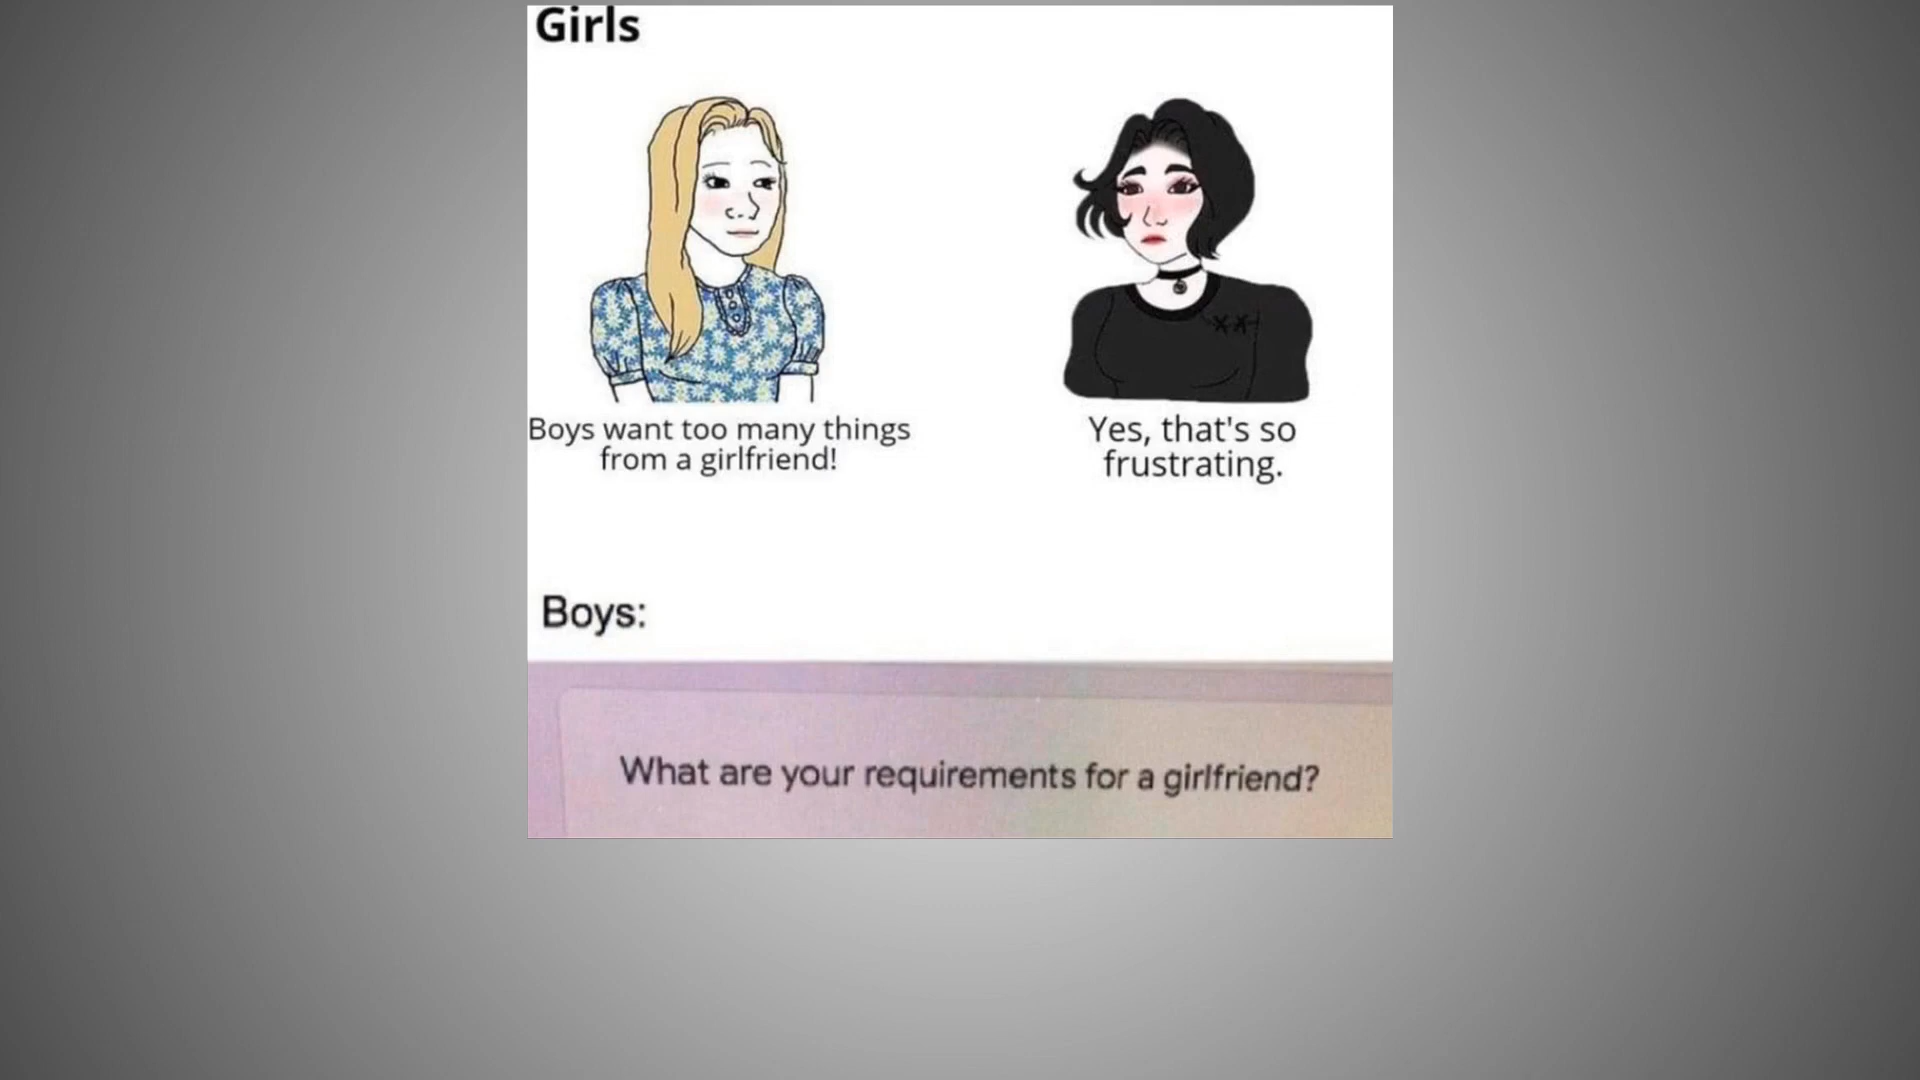 Girls
Boys want too many things
from a girlfriend!
Yes, that's so
frustrating.
Boys:
What are your requirements for a girlfriend?